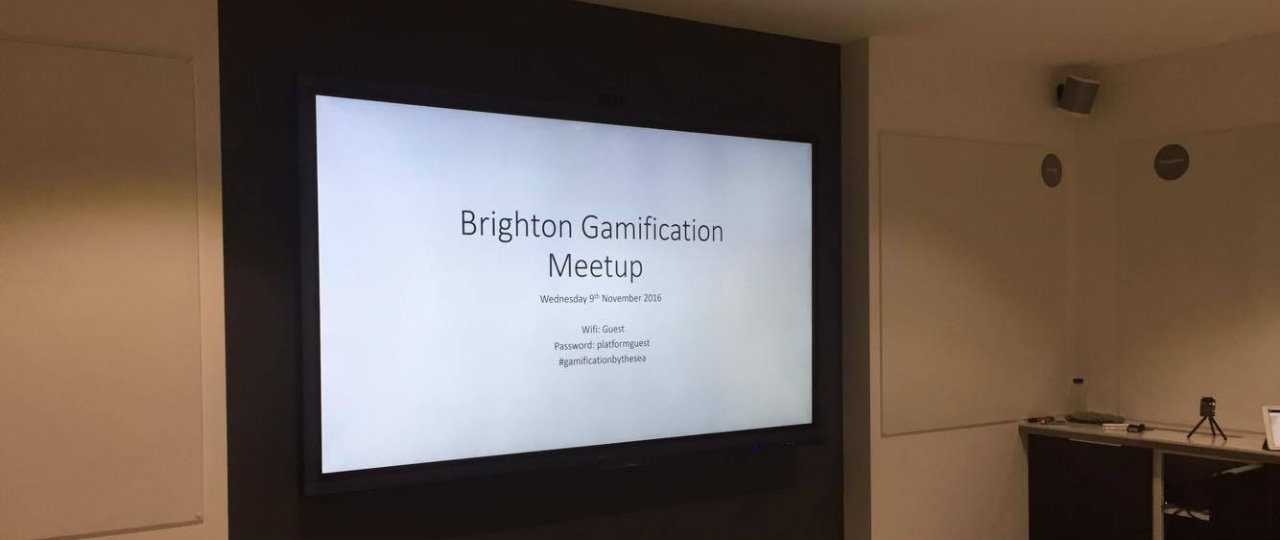 Brighton Gamification
Meetup
Wednesday 9th November 2016
Wifi: Guest
Password: platformguest
#gamificationbythesea